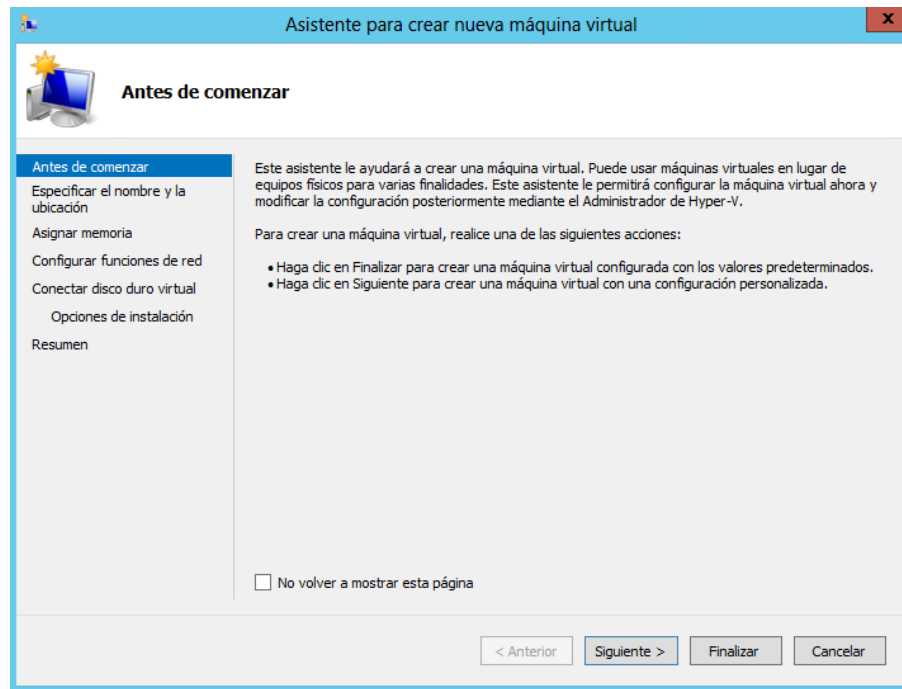 Asistente para crear nueva máquina virtual
x
Antes de comenzar
Antes de comenzar
Especificar el nombre y la
ubicación
Asignar memoria
Configurar funciones de red
Conectar disco duro virtual
Opciones de instalación
Resumen
Este asistente le ayudará a crear una máquina virtual. Puede usar máquinas virtuales en lugar de
equipos físicos para varias finalidades. Este asistente le permitirá configurar la máquina virtual ahora y
modificar la configuración posteriormente mediante el Administrador de Hyper-V.
Para crear una máquina virtual, realice una de las siguientes acciones:
• Haga clic en Finalizar para crear una máquina virtual configurada con los valores predeterminados.
• Haga clic en Siguiente para crear una máquina virtual con una configuración personalizada.
No volver a mostrar esta página
< Anterior
Siguiente >
Finalizar
Cancelar